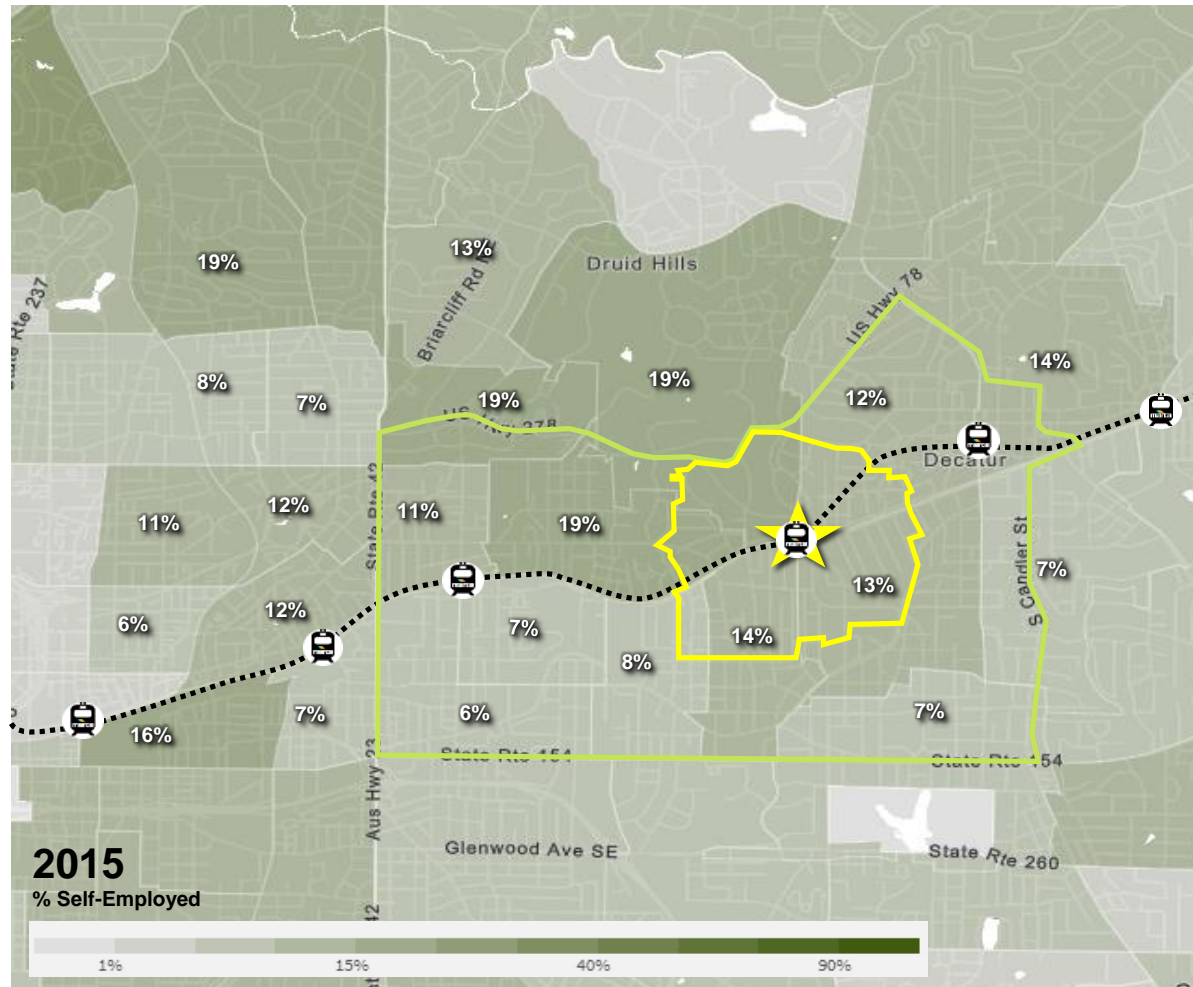 19%
13%
Druid Hills
State Rte 237
Briarcliff Rd N
US Hwy 78
14%
8%
7%
19%
19%
12%
US Hwy 278
Decatur
State Rte 42
11%
12%
11%
19%
S Candler St
7%
13%
6%
12%
7%
14%
8%
16%
7%
6%
7%
State Rte 154
State Rte 154
Aus Hwy 23
Glenwood Ave SE
State Rte 260
2015
% Self-Employed
42
1%
15%
40%
90%